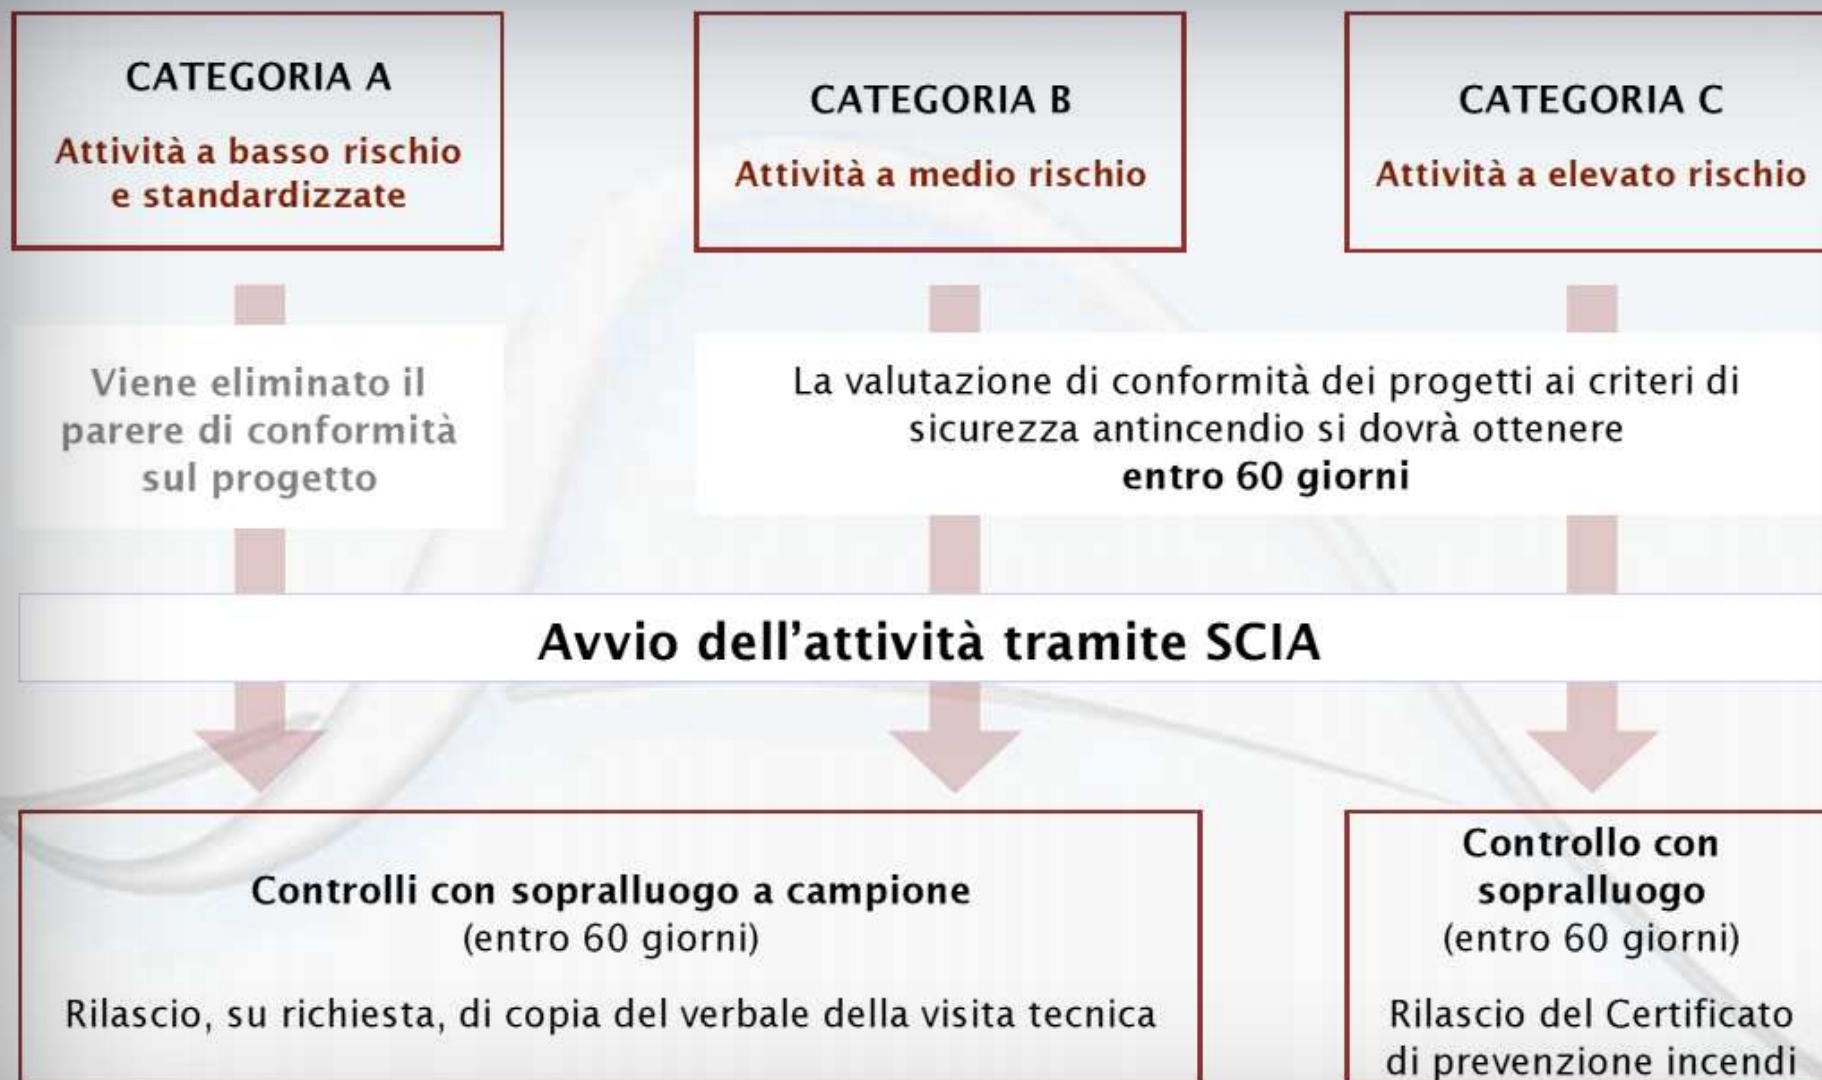 CATEGORIA A
Attività a basso rischio
e standardizzate
CATEGORIA B
Attività a medio rischio
CATEGORIA C
Attività a elevato rischio
Viene eliminato il
parere di conformità
sul progetto
La valutazione di conformità dei progetti ai criteri di
sicurezza antincendio si dovrà ottenere
entro 60 giorni
Avvio dell'attività tramite SCIA
Controlli con sopralluogo a campione
(entro 60 giorni)
Rilascio, su richiesta, di copia del verbale della visita tecnica
Controllo con
sopralluogo
(entro 60 giorni)
Rilascio del Certificato
di prevenzione incendi